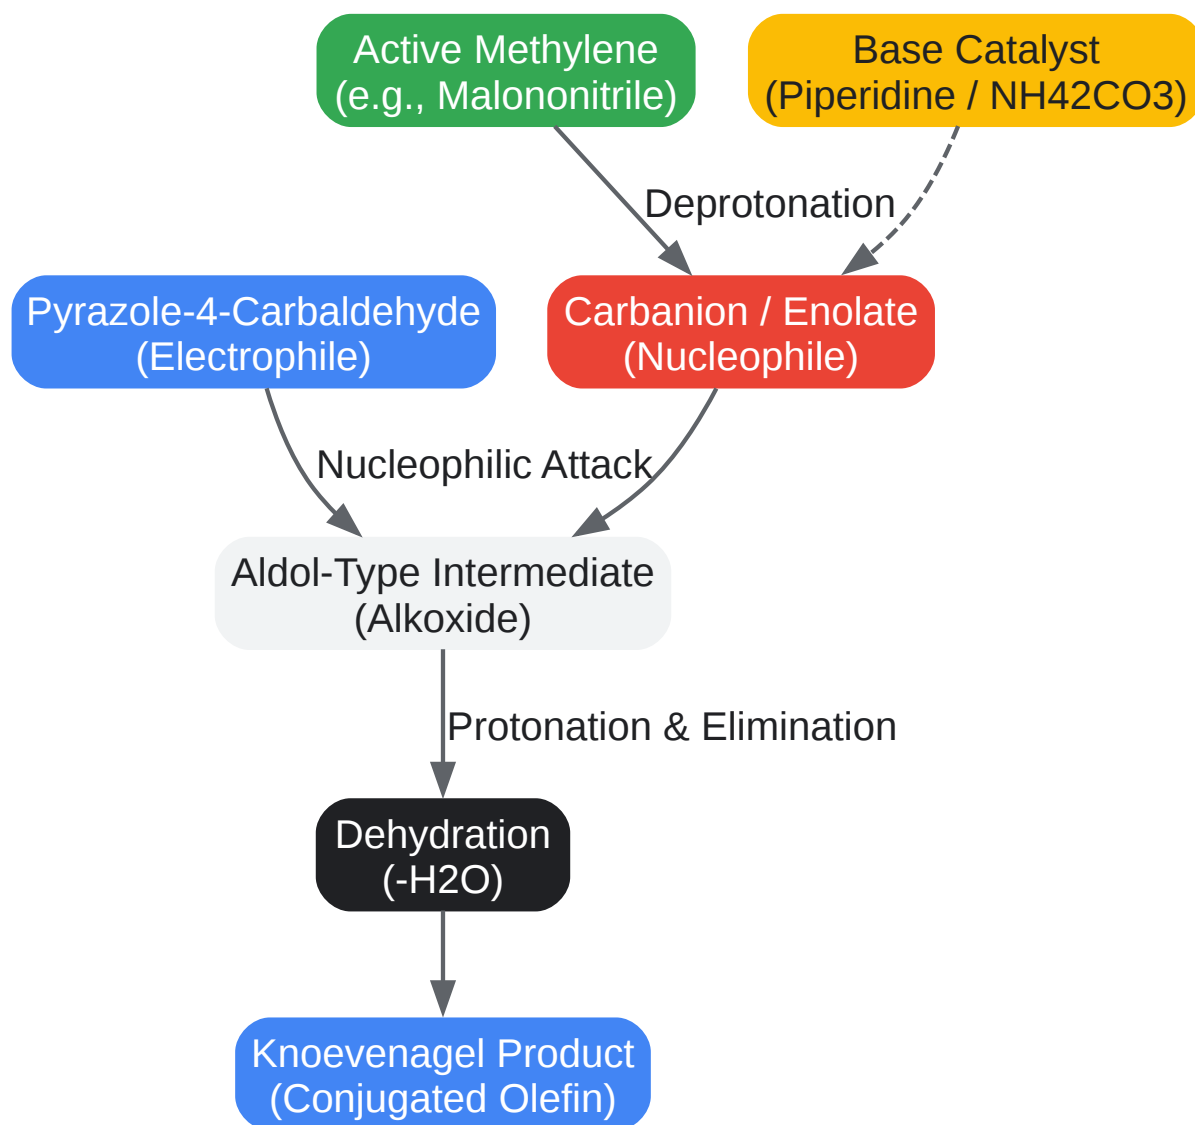 Active Methylene
(e.g., Malononitrile)
Base Catalyst
(Piperidine / NH42CO3)
Deprotonation
Pyrazole-4-Carbaldehyde
(Electrophile)
Carbanion / Enolate
(Nucleophile)
Nucleophilic Attack
Aldol-Type Intermediate
(Alkoxide)
Protonation & Elimination
Dehydration
(-H2O)
Knoevenagel Product
(Conjugated Olefin)